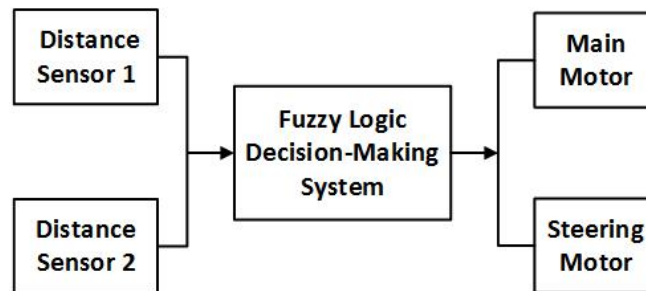 Distance
Sensor 1
Distance
Sensor 2
Fuzzy Logic
Decision-Making
System
Main
Motor
Steering
Motor